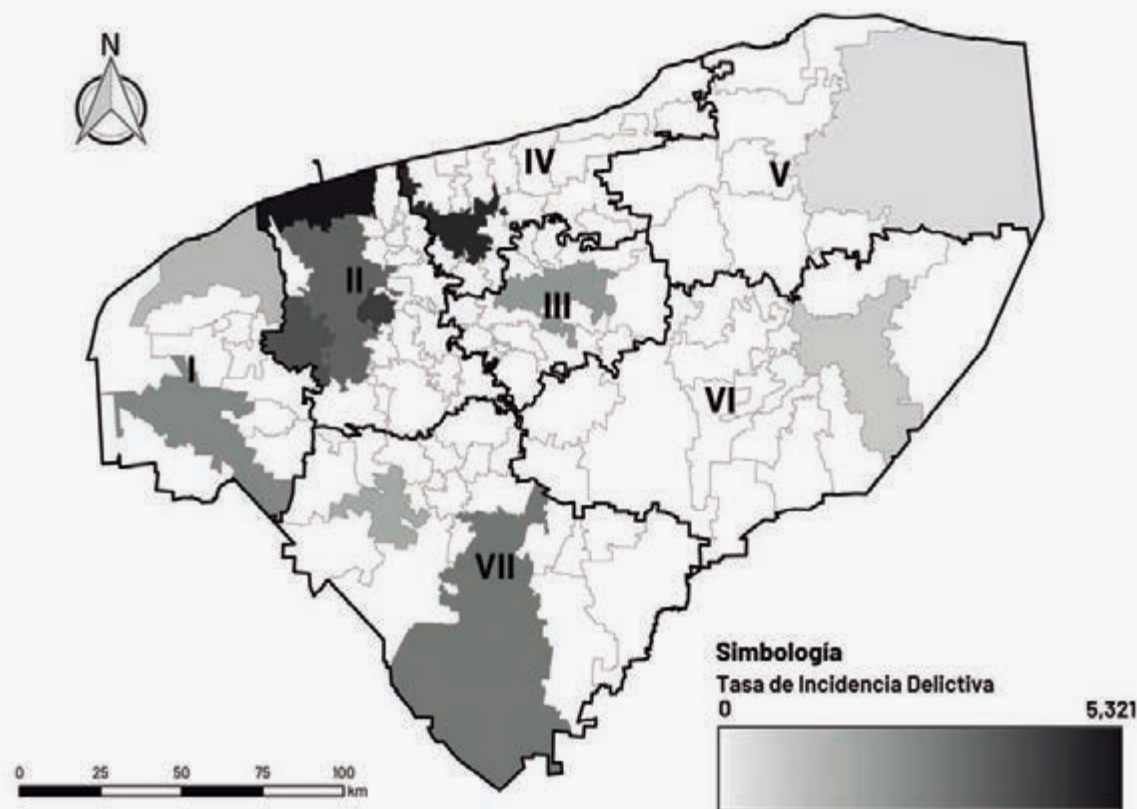 N
IV
V
II
III
I
VI
VII
Simbología
Tasa de Incidencia Delictiva
0 5,321
0 25 50 75 100
km